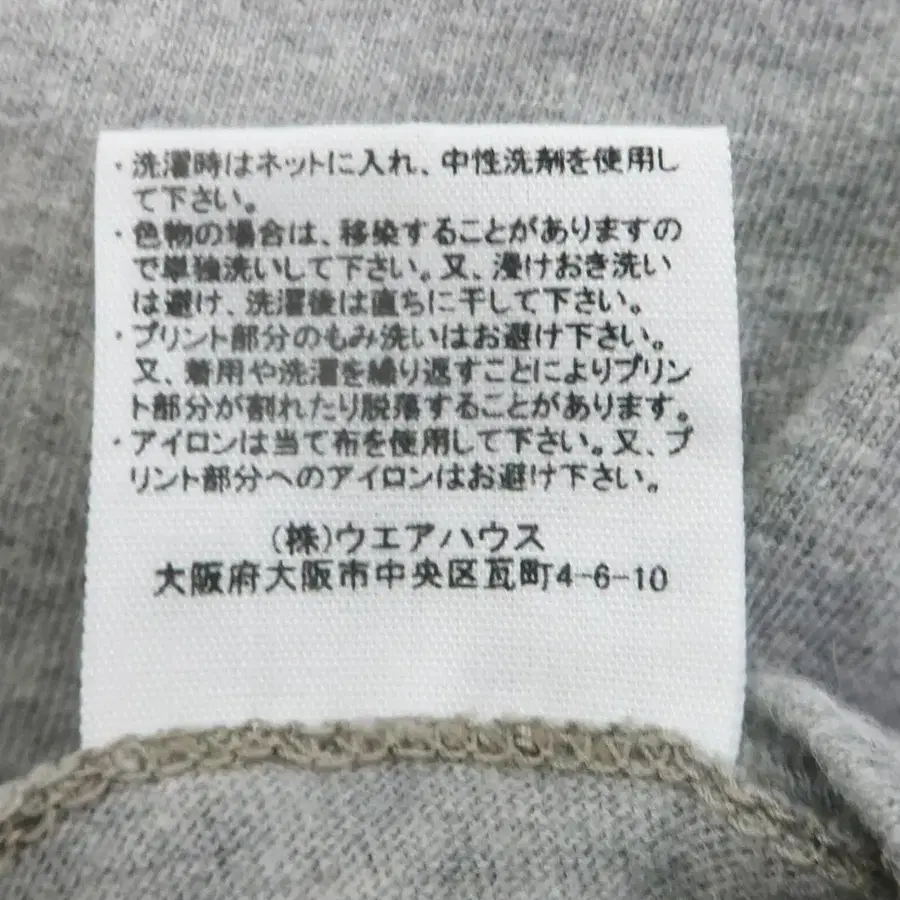 ・洗濯時はネットに入れ、中性洗剤を使用し
て下さい。
・色物の場合は、移染することがありますの
で単独洗いして下さい。又、浸けおき洗い
は避け、洗濯後は直ちに干して下さい。
・プリント部分のもみ洗いはお避け下さい。
又、着用や洗濯を繰り返すことによりプリン
ト部分が割れたり脱落することがあります。
・アイロンは当て布を使用して下さい。又、プ
リント部分へのアイロンはお避け下さい。
(株)ウエアハウス
大阪府大阪市中央区瓦町4-6-10